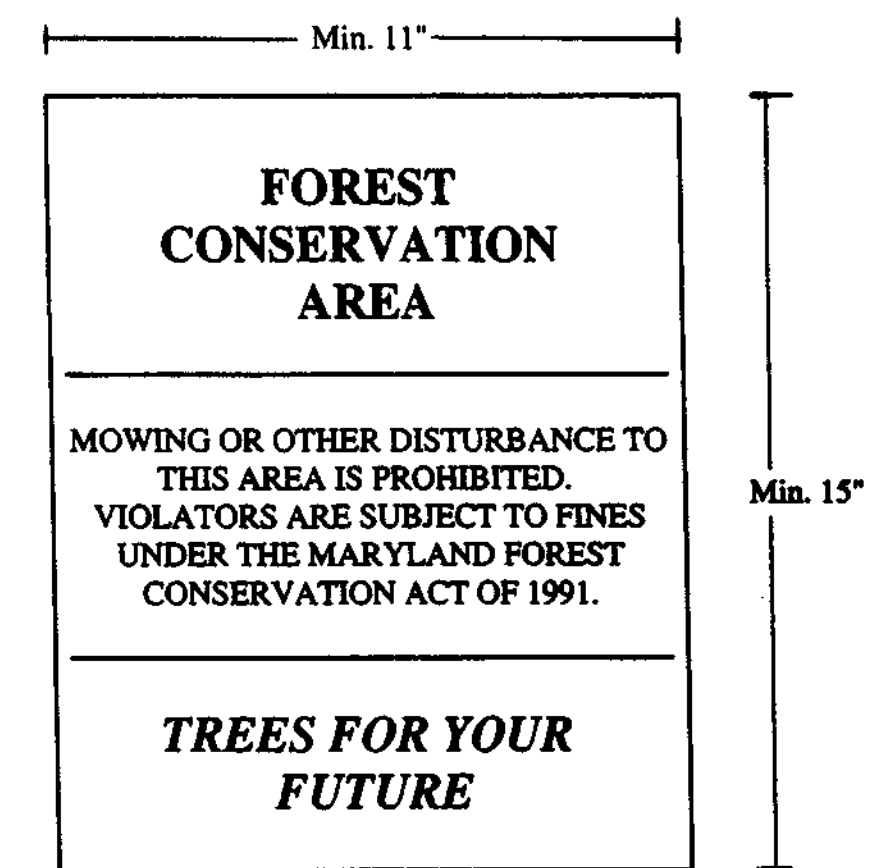 Min. 11"
FOREST
CONSERVATION
AREA
MOWING OR OTHER DISTURBANCE TO
THIS AREA IS PROHIBITED.
VIOLATORS ARE SUBJECT TO FINES
UNDER THE MARYLAND FOREST
CONSERVATION ACT OF 1991.
Min. 15"
TREES FOR YOUR
FUTURE